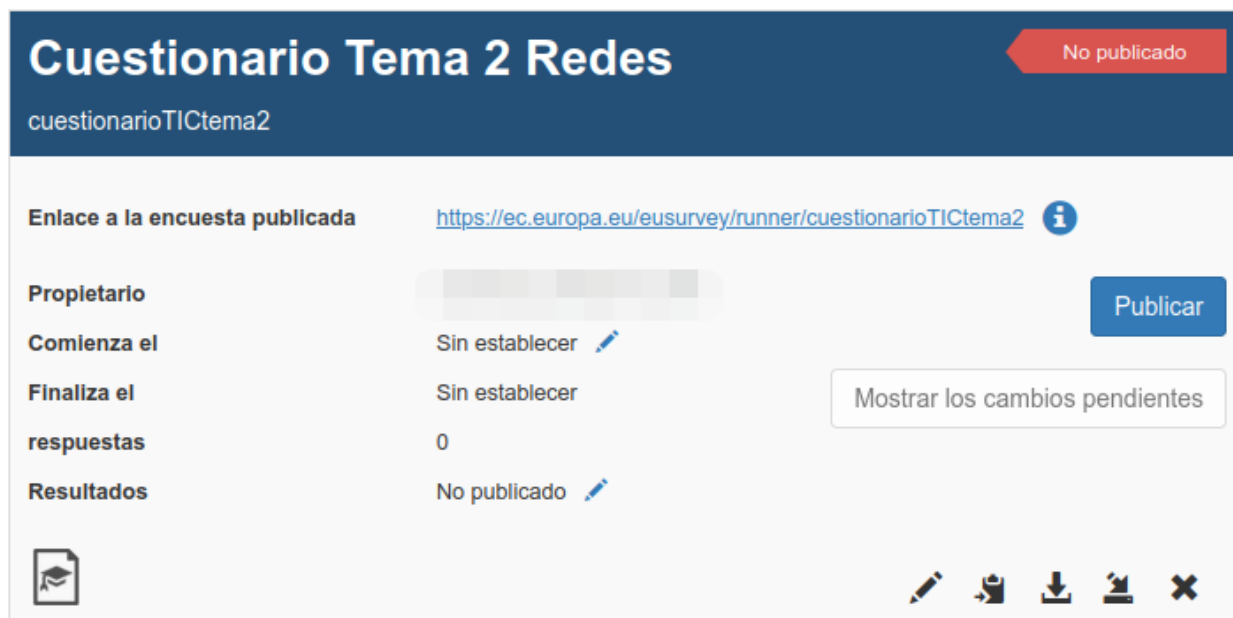 Cuestionario Tema 2 Redes
No publicado
cuestionarioTICtema2
Enlace a la encuesta publicada https://ec.europa.eu/eusurvey/runner/cuestionarioTICtema2
Propietario
Publicar
Comienza el Sin establecer
Finaliza el Sin establecer
Mostrar los cambios pendientes
respuestas 0
Resultados No publicado